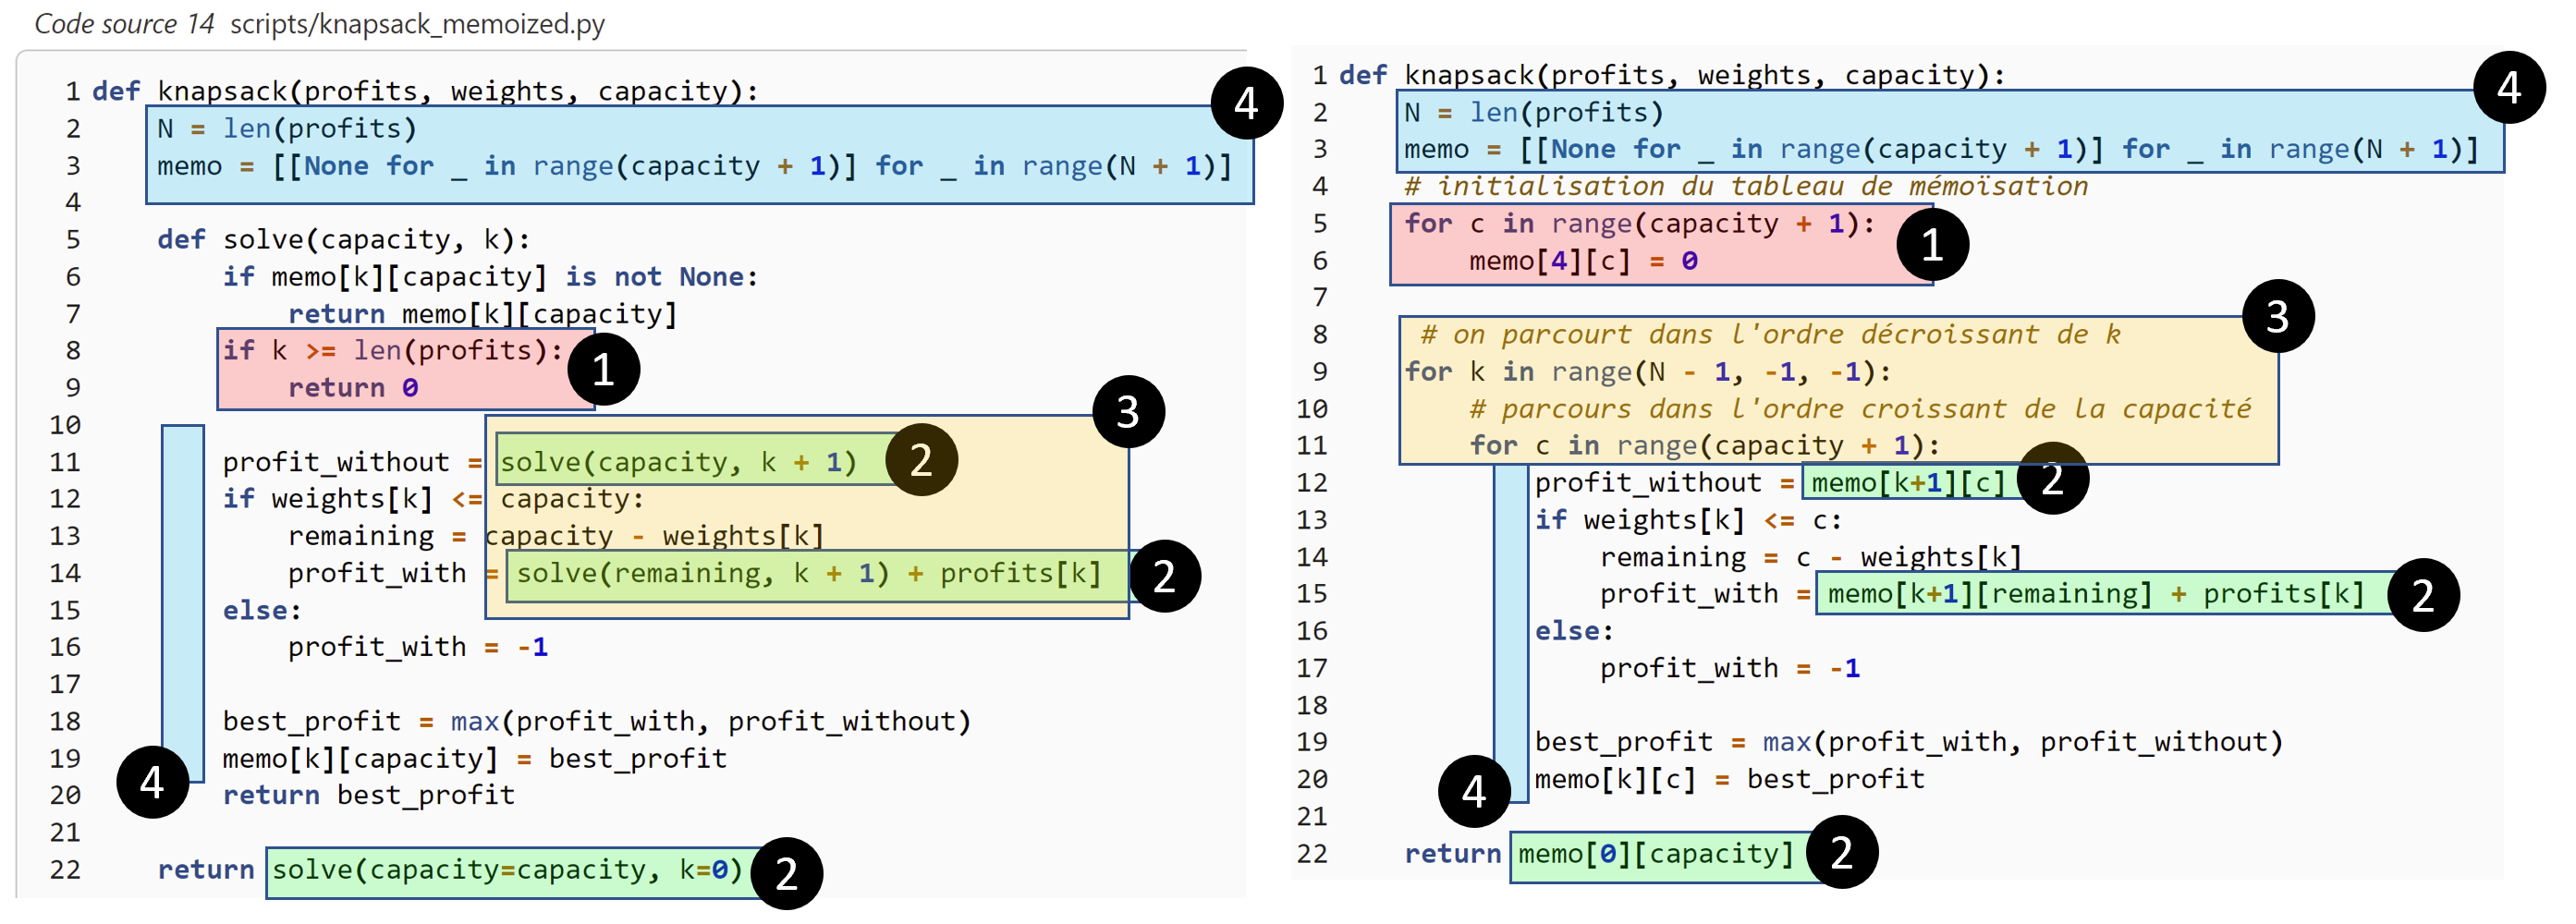 Code source 14 scripts/knapsack_memoized.py
1 def knapsack(profits, weights, capacity):
2     N = len(profits)
3     memo = [[None for _ in range(capacity + 1)] for _ in range(N + 1)]
4
4
5     def solve(capacity, k):
6         if memo[k][capacity] is not None:
7             return memo[k][capacity]
8         if k >= len(profits):
9             return 0
1
10
3
11         profit_without = solve(capacity, k + 1)
2
12         if weights[k] <= capacity:
13             remaining = capacity - weights[k]
14             profit_with = solve(remaining, k + 1) + profits[k]
2
15         else:
16             profit_with = -1
17
18         best_profit = max(profit_with, profit_without)
19         memo[k][capacity] = best_profit
4
20         return best_profit
21
22     return solve(capacity=capacity, k=0)
2
1 def knapsack(profits, weights, capacity):
4
2     N = len(profits)
3     memo = [[None for _ in range(capacity + 1)] for _ in range(N + 1)]
4     # initialisation du tableau de mémoïsation
5     for c in range(capacity + 1):
6         memo[4][c] = 0
1
7
3
8      # on parcourt dans l'ordre décroissant de k
9     for k in range(N - 1, -1, -1):
10         # parcours dans l'ordre croissant de la capacité
11         for c in range(capacity + 1):
12             profit_without = memo[k+1][c]
2
13             if weights[k] <= c:
14                 remaining = c - weights[k]
15                 profit_with = memo[k+1][remaining] + profits[k]
2
16             else:
17                 profit_with = -1
18
19             best_profit = max(profit_with, profit_without)
20             memo[k][c] = best_profit
4
21
22     return memo[0][capacity]
2